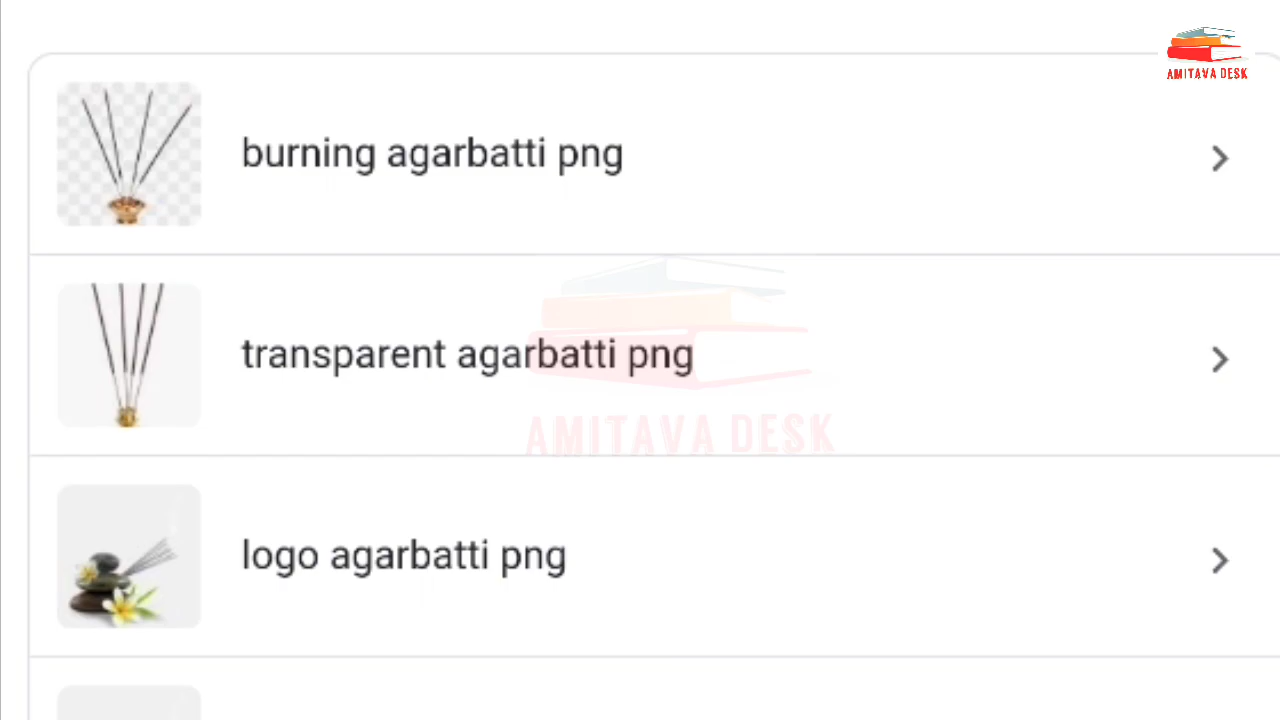 AMITAVA DESK
burning agarbatti png
transparent agarbatti png
AMITAVA DESK
logo agarbatti png